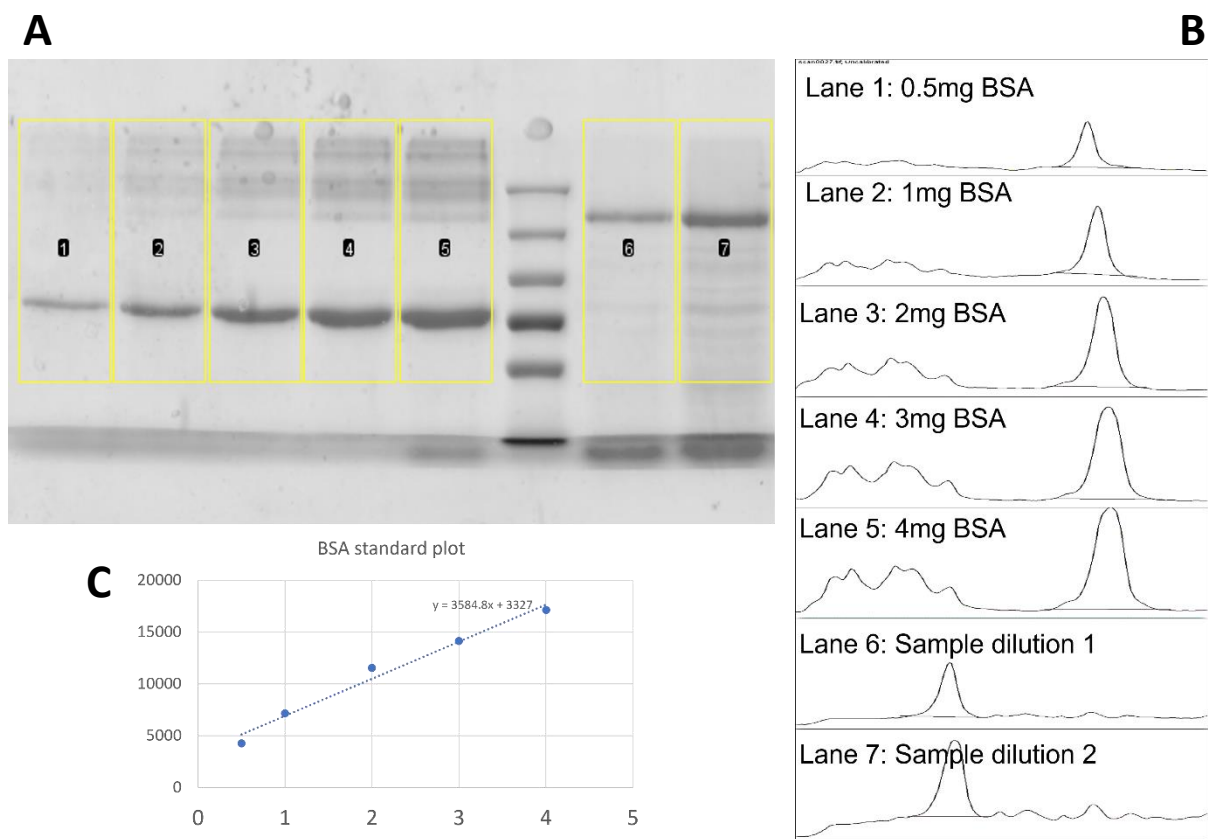 A
B
1
2
3
4
5
6
7
Lane 1: 0.5mg BSA
Lane 2: 1mg BSA
Lane 3: 2mg BSA
Lane 4: 3mg BSA
Lane 5: 4mg BSA
Lane 6: Sample dilution 1
Lane 7: Sample dilution 2
C
BSA standard plot
y = 3584.8x + 3327
20000
15000
10000
5000
0
0 1 2 3 4 5